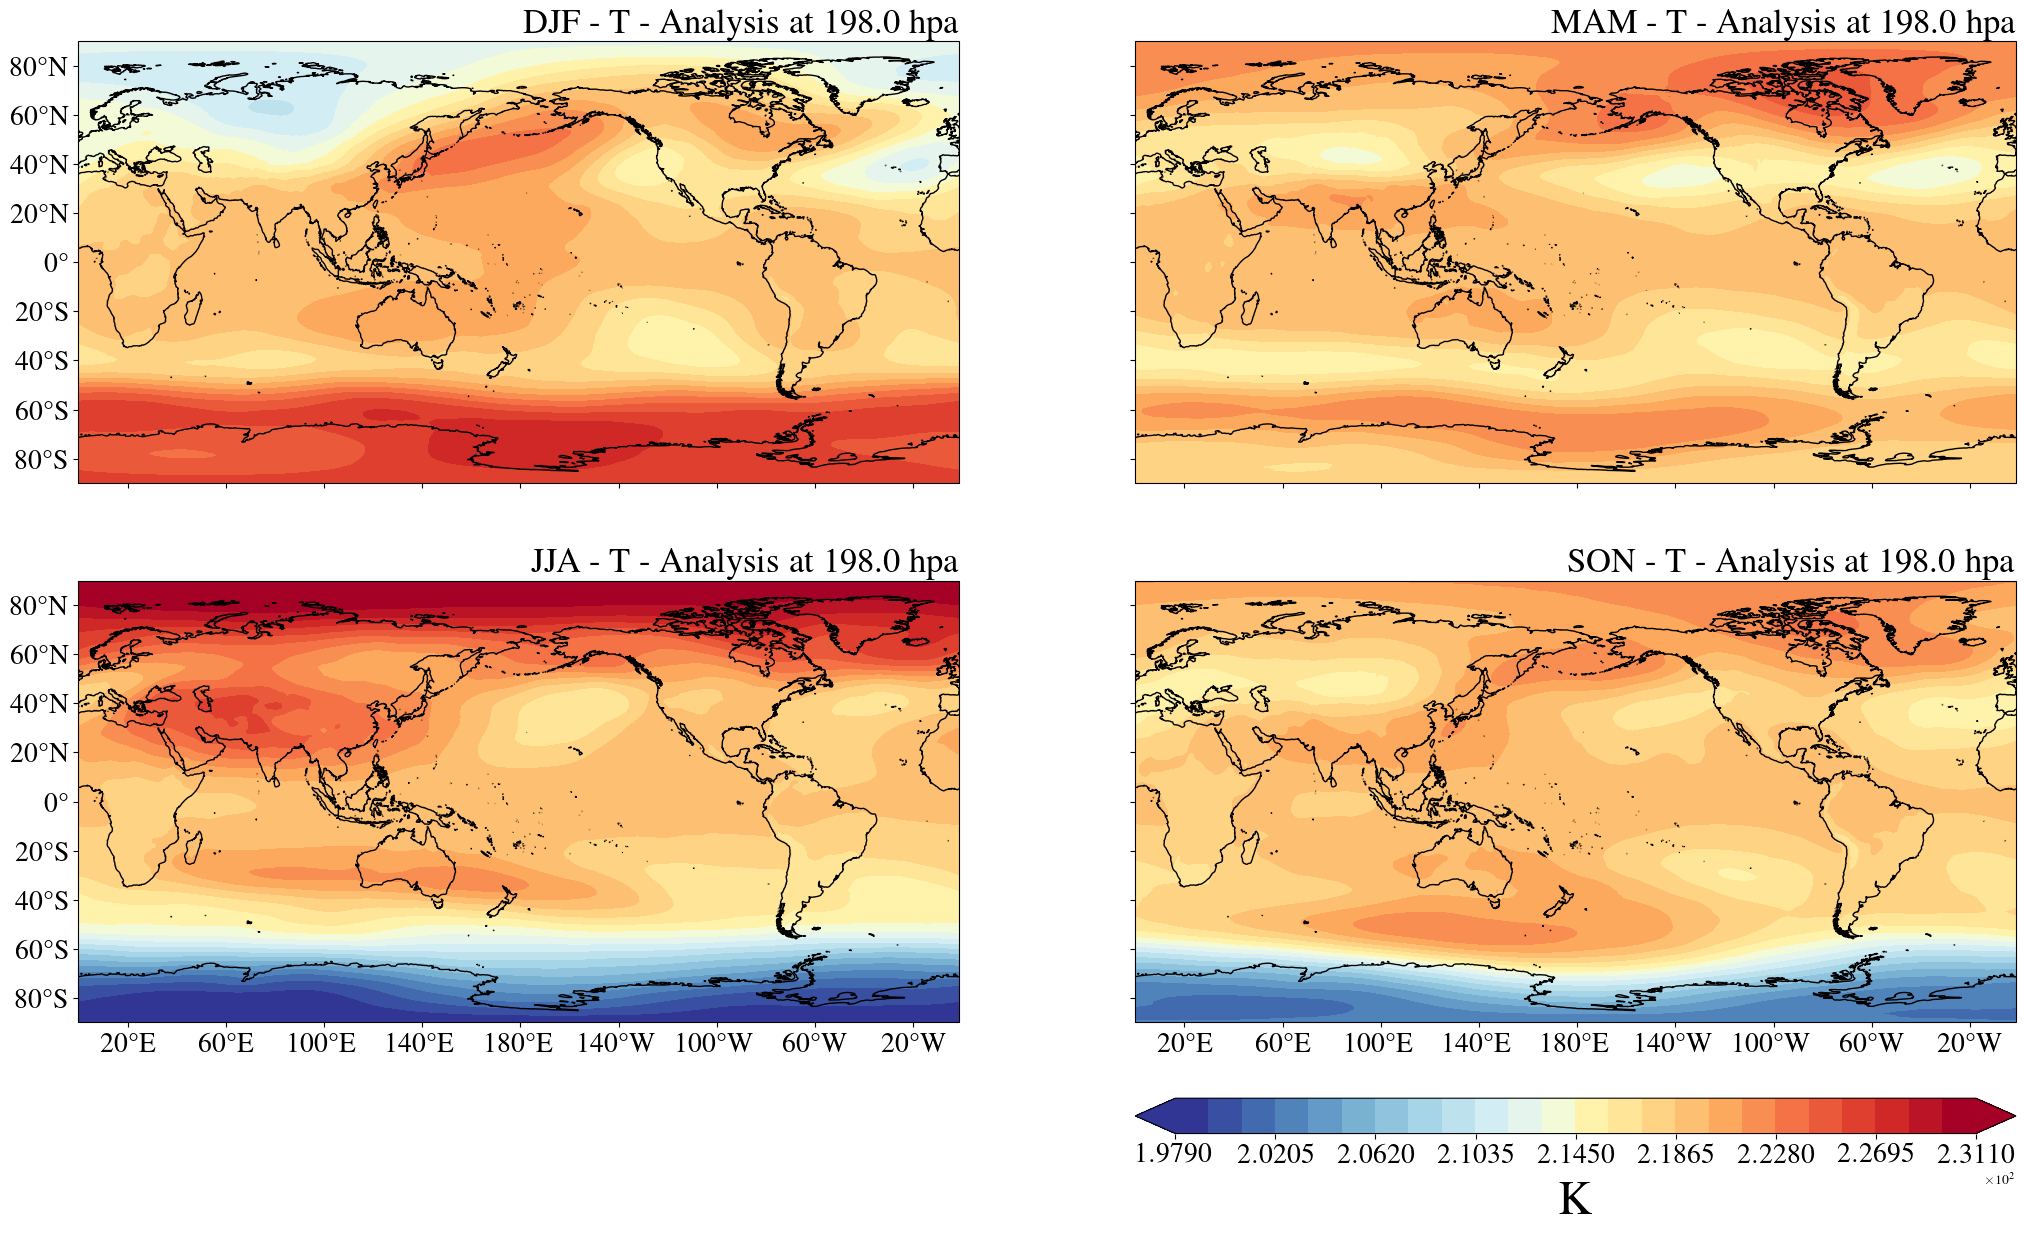 DJF - T - Analysis at 198.0 hpa
MAM - T - Analysis at 198.0 hpa
80°N
60°N
40°N
20°N
0°
20°S
40°S
60°S
80°S
JJA - T - Analysis at 198.0 hpa
SON - T - Analysis at 198.0 hpa
80°N
60°N
40°N
20°N
0°
20°S
40°S
60°S
80°S
20°E 60°E 100°E 140°E 180°E 140°W 100°W 60°W 20°W
20°E 60°E 100°E 140°E 180°E 140°W 100°W 60°W 20°W
1.9790 2.0205 2.0620 2.1035 2.1450 2.1865 2.2280 2.2695 2.3110
×10²
K